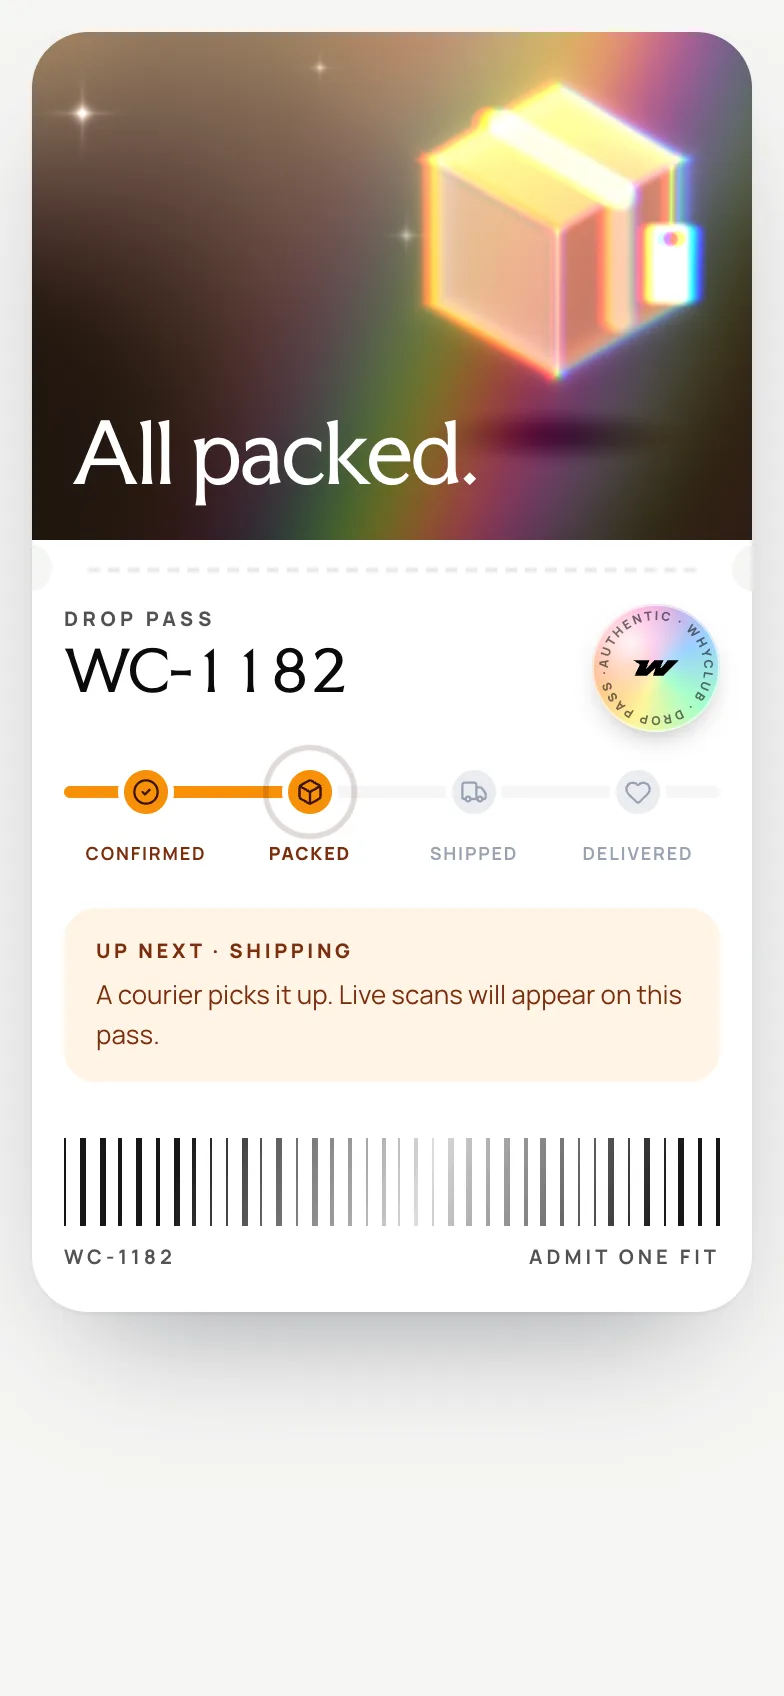 All packed.
DROP PASS
WC-1182
AUTHENTIC · WHYCLUB · DROP PASS ·
W
CONFIRMED
PACKED
SHIPPED
DELIVERED
UP NEXT · SHIPPING
A courier picks it up. Live scans will appear on this
pass.
WC-1182
ADMIT ONE FIT